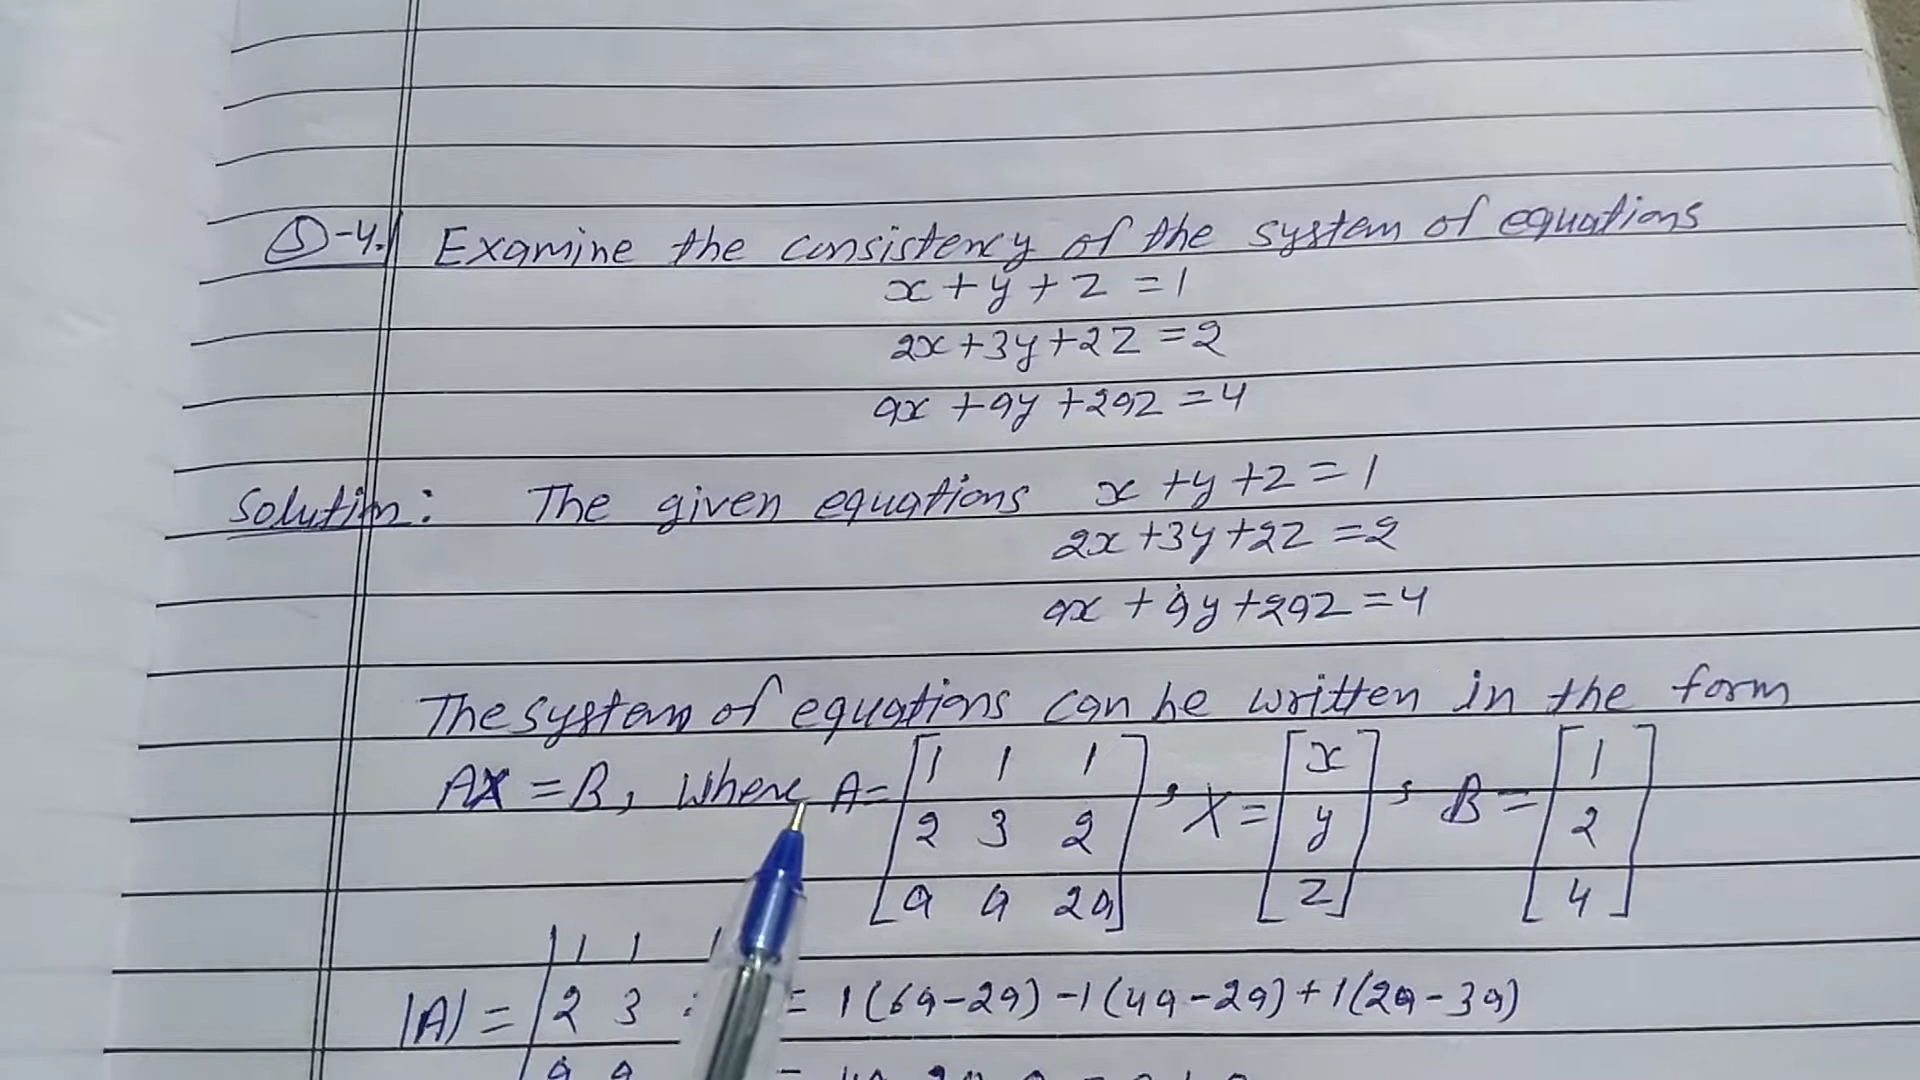 Q-4. Examine the consistency of the system of equations
x + y + z = 1
2x + 3y + 2z = 2
ax + ay + 2az = 4
Solution: The given equations x + y + z = 1
2x + 3y + 2z = 2
ax + ay + 2az = 4
The system of equations can be written in the form
AX = B, where A = [1 1 1], X = [x], B = [1]
2 3 2 y 2
a a 2a z 4
1 1 1
|A| = 2 3 = 1(6a-2a) -1(4a-2a) + 1(2a-3a)
a a